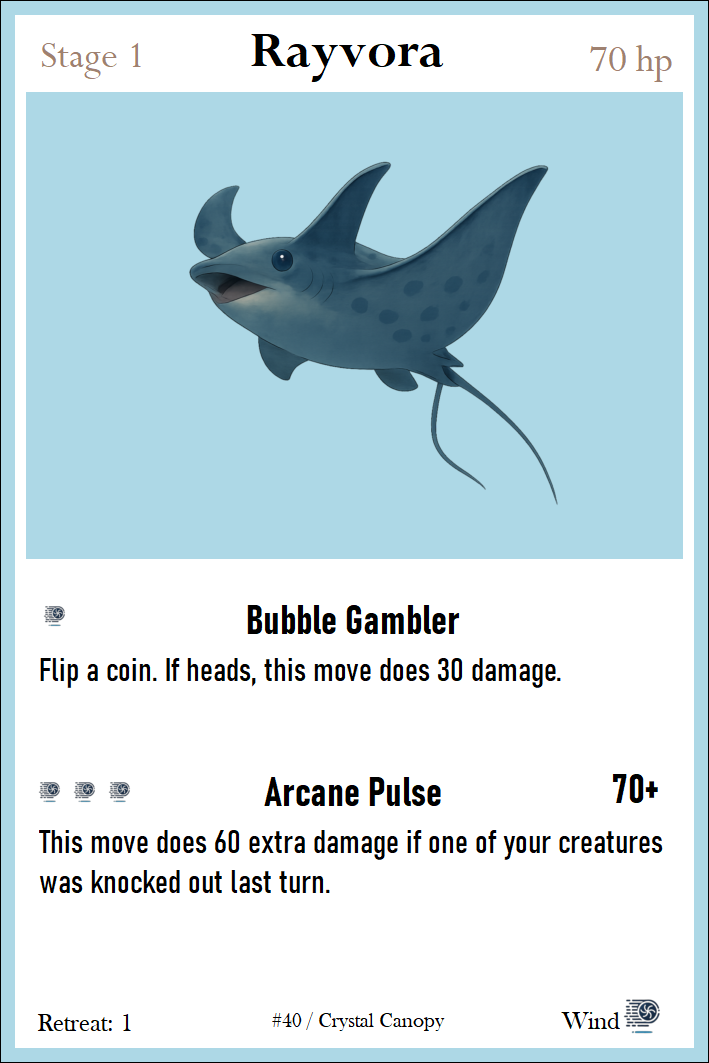 Stage 1
Rayvora
70 hp
Bubble Gambler
Flip a coin. If heads, this move does 30 damage.
Arcane Pulse
70+
This move does 60 extra damage if one of your creatures
was knocked out last turn.
Retreat: 1
#40 / Crystal Canopy
Wind